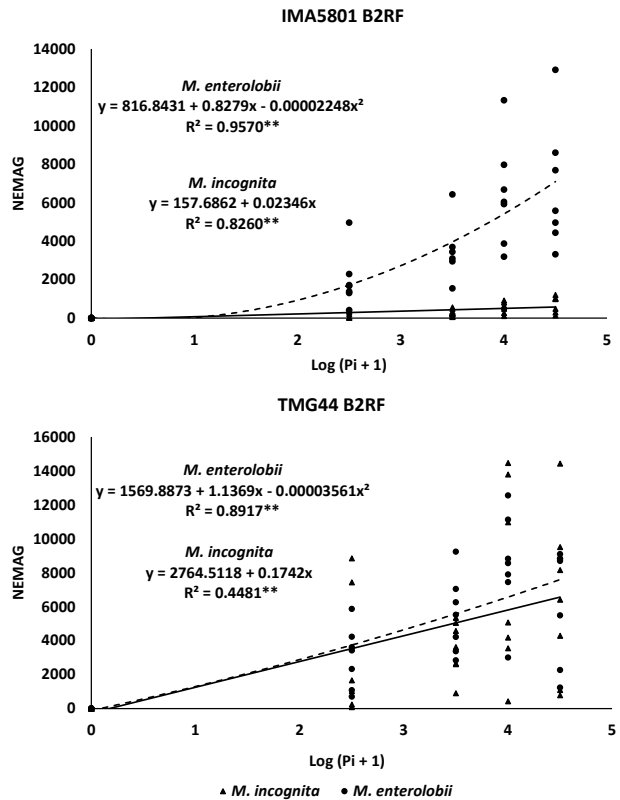 IMA5801 B2RF
14000
12000
10000
8000
6000
4000
2000
0
NEMAG
M. enterolobii
y = 816.8431 + 0.8279x - 0.00002248x²
R² = 0.9570**
M. incognita
y = 157.6862 + 0.02346x
R² = 0.8260**
0 1 2 3 4 5
Log (Pi + 1)
TMG44 B2RF
16000
14000
12000
10000
8000
6000
4000
2000
0
NEMAG
M. enterolobii
y = 1569.8873 + 1.1369x - 0.00003561x²
R² = 0.8917**
M. incognita
y = 2764.5118 + 0.1742x
R² = 0.4481**
0 1 2 3 4 5
Log (Pi + 1)
M. incognita M. enterolobii